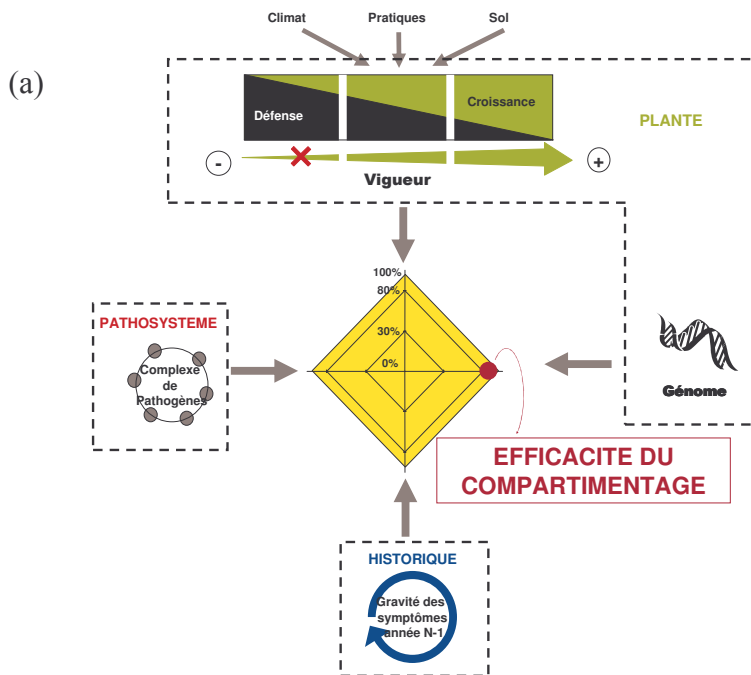 Climat
Pratiques
Sol
(a)
Défense
Croissance
PLANTE
-
+
Vigueur
100%
80%
30%
0%
PATHOSYSTEME
Complexe
de
Pathogènes
Génome
EFFICACITE DU
COMPARTIMENTAGE
HISTORIQUE
Gravité des
symptômes
année N-1